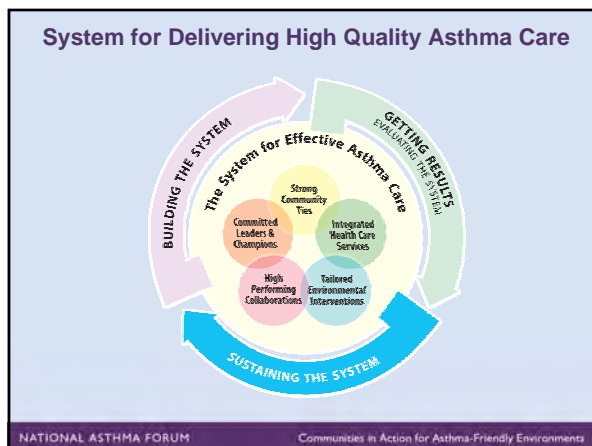 System for Delivering High Quality Asthma Care
BUILDING THE SYSTEM
GETTING RESULTS
EVALUATING THE SYSTEM
The System for Effective Asthma Care
Strong
Community
Ties
Committed
Leaders &
Champions
Integrated
Health Care
Services
High
Performing
Collaborations
Tailored
Environmental
Interventions
SUSTAINING THE SYSTEM
NATIONAL ASTHMA FORUM
Communities in Action for Asthma-Friendly Environments